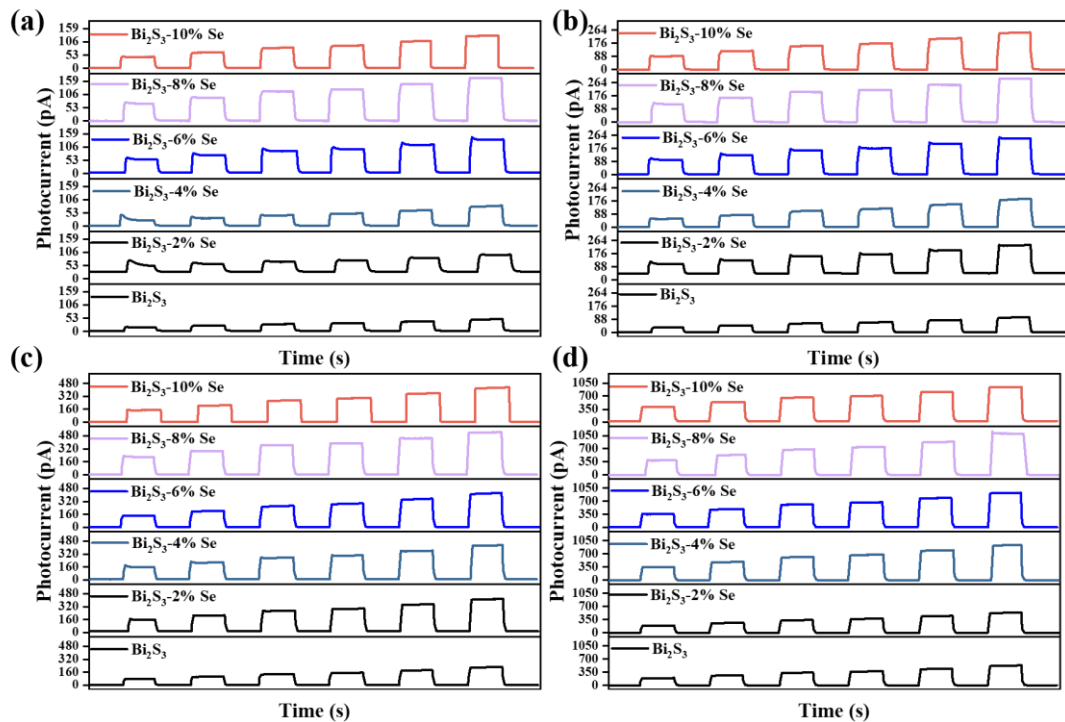 (a)
Photocurrent (pA)
159
106
53
0
Bi₂S₃-10% Se
159
106
53
0
Bi₂S₃-8% Se
159
106
53
0
Bi₂S₃-6% Se
159
106
53
0
Bi₂S₃-4% Se
159
106
53
0
Bi₂S₃-2% Se
159
106
53
0
Bi₂S₃
Time (s)
(b)
Photocurrent (pA)
264
176
88
0
Bi₂S₃-10% Se
264
176
88
0
Bi₂S₃-8% Se
264
176
88
0
Bi₂S₃-6% Se
264
176
88
0
Bi₂S₃-4% Se
264
176
88
0
Bi₂S₃-2% Se
264
176
88
0
Bi₂S₃
Time (s)
(c)
Photocurrent (pA)
480
320
160
0
Bi₂S₃-10% Se
480
320
160
0
Bi₂S₃-8% Se
480
320
160
0
Bi₂S₃-6% Se
480
320
160
0
Bi₂S₃-4% Se
480
320
160
0
Bi₂S₃-2% Se
480
320
160
0
Bi₂S₃
Time (s)
(d)
Photocurrent (pA)
1050
700
350
0
Bi₂S₃-10% Se
1050
700
350
0
Bi₂S₃-8% Se
1050
700
350
0
Bi₂S₃-6% Se
1050
700
350
0
Bi₂S₃-4% Se
1050
700
350
0
Bi₂S₃-2% Se
1050
700
350
0
Bi₂S₃
Time (s)